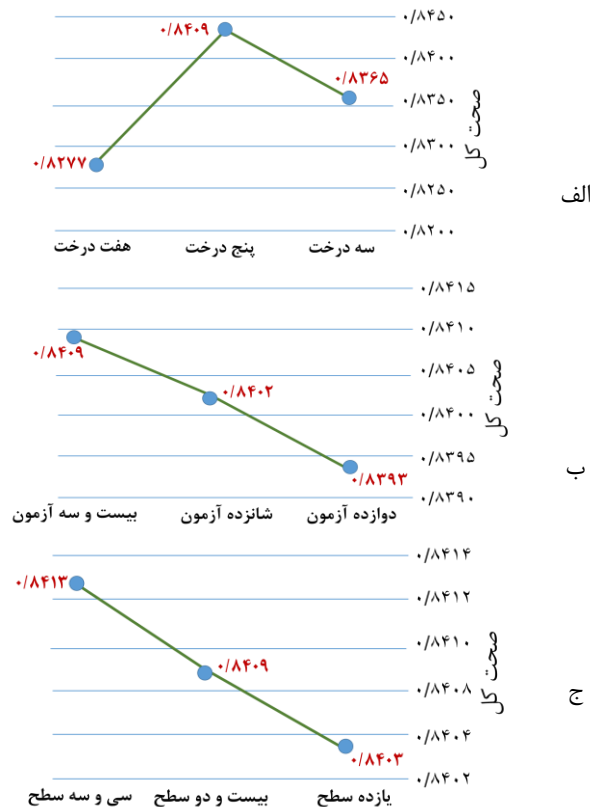 ۰/۸۴۵۰
۰/۸۴۰۹
۰/۸۴۰۰
۰/۸۳۶۵
۰/۸۳۵۰
صحت کل
۰/۸۳۰۰
۰/۸۲۷۷
۰/۸۲۵۰
الف
۰/۸۲۰۰
سه درخت
پنج درخت
هفت درخت
۰/۸۴۱۵
۰/۸۴۱۰
۰/۸۴۰۹
۰/۸۴۰۵
صحت کل
۰/۸۴۰۲
۰/۸۴۰۰
۰/۸۳۹۵
ب
۰/۸۳۹۳
۰/۸۳۹۰
دوازده آزمون
شانزده آزمون
بیست و سه آزمون
۰/۸۴۱۴
۰/۸۴۱۳
۰/۸۴۱۲
۰/۸۴۱۰
صحت کل
۰/۸۴۰۹
۰/۸۴۰۸
ج
۰/۸۴۰۴
۰/۸۴۰۳
۰/۸۴۰۲
یازده سطح
بیست و دو سطح
سی و سه سطح